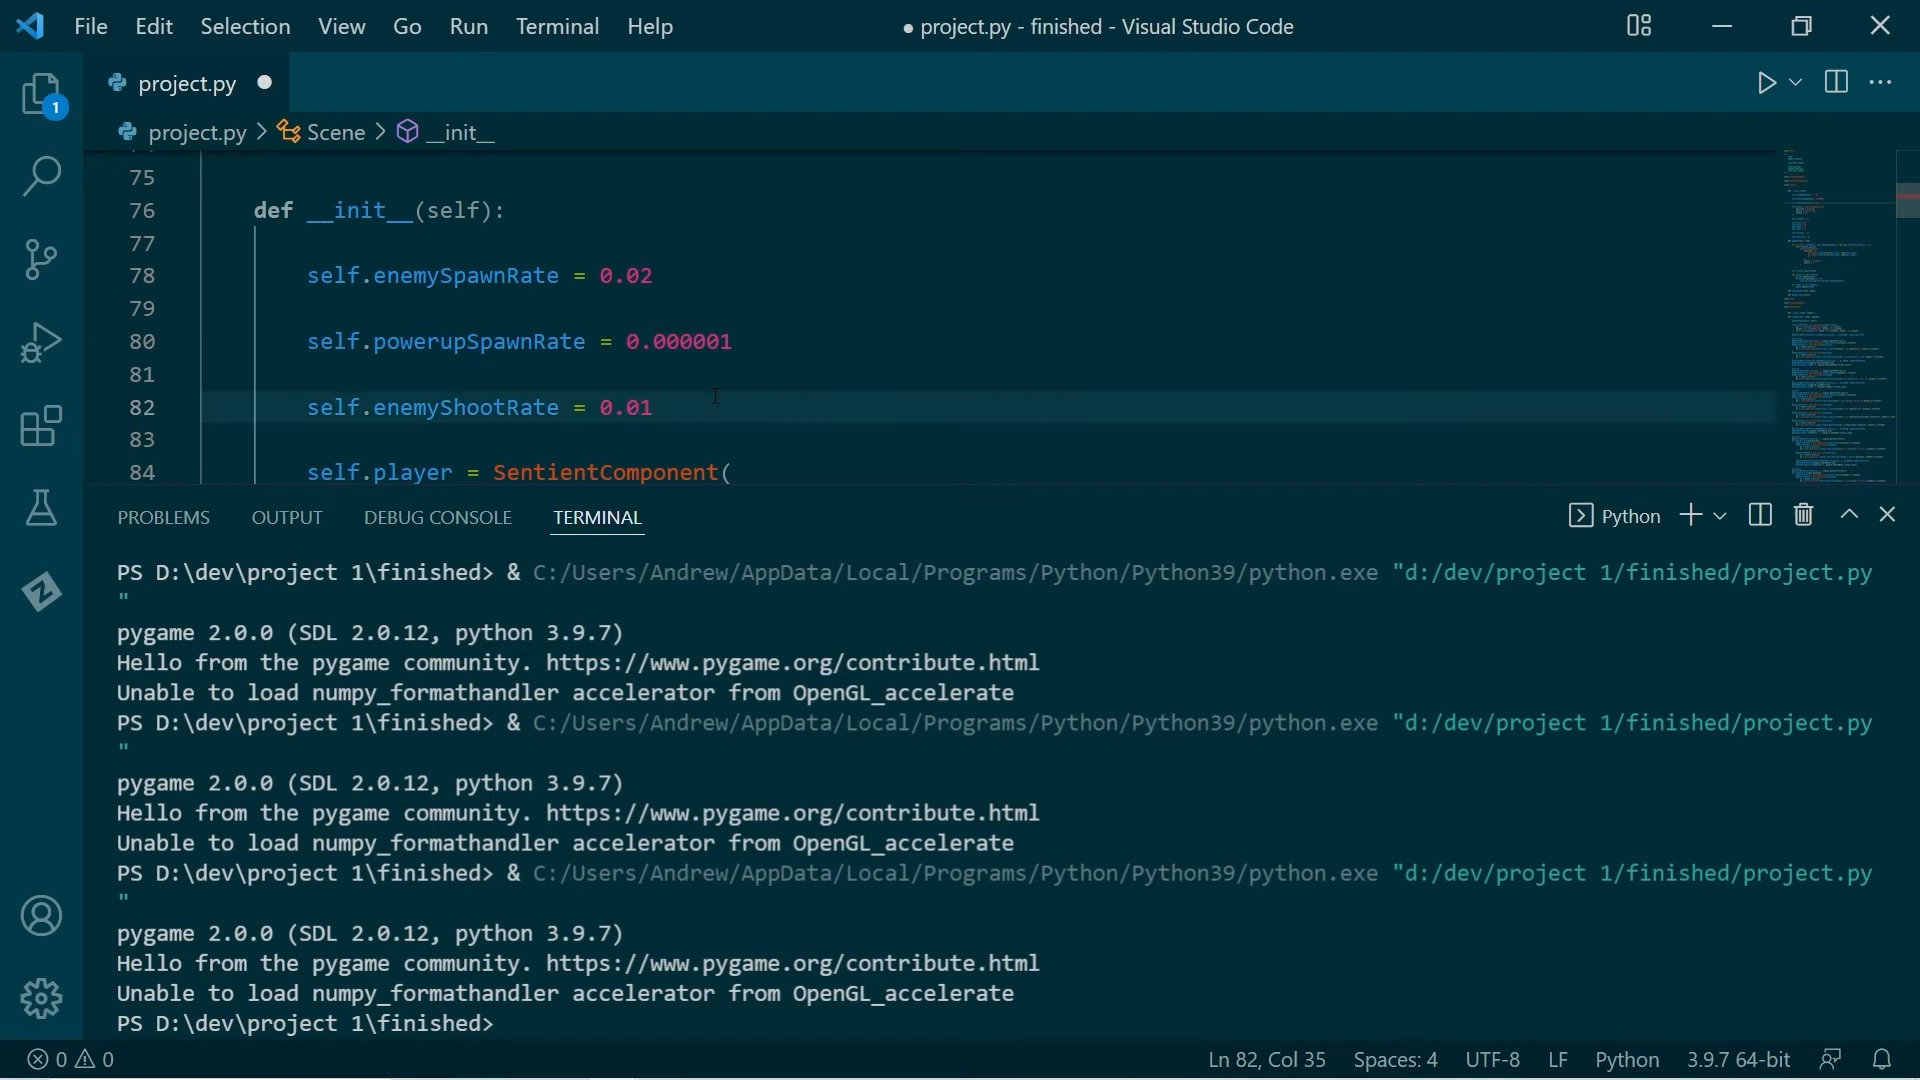 File Edit Selection View Go Run Terminal Help ● project.py - finished - Visual Studio Code
project.py
1
project.py > Scene > __init__
75
76 def __init__(self):
77
78 self.enemySpawnRate = 0.02
79
80 self.powerupSpawnRate = 0.000001
81
82 self.enemyShootRate = 0.01
83
84 self.player = SentientComponent(
PROBLEMS OUTPUT DEBUG CONSOLE TERMINAL Python
PS D:\dev\project 1\finished> & C:/Users/Andrew/AppData/Local/Programs/Python/Python39/python.exe "d:/dev/project 1/finished/project.py
"
pygame 2.0.0 (SDL 2.0.12, python 3.9.7)
Hello from the pygame community. https://www.pygame.org/contribute.html
Unable to load numpy_formathandler accelerator from OpenGL_accelerate
PS D:\dev\project 1\finished> & C:/Users/Andrew/AppData/Local/Programs/Python/Python39/python.exe "d:/dev/project 1/finished/project.py
"
pygame 2.0.0 (SDL 2.0.12, python 3.9.7)
Hello from the pygame community. https://www.pygame.org/contribute.html
Unable to load numpy_formathandler accelerator from OpenGL_accelerate
PS D:\dev\project 1\finished> & C:/Users/Andrew/AppData/Local/Programs/Python/Python39/python.exe "d:/dev/project 1/finished/project.py
"
pygame 2.0.0 (SDL 2.0.12, python 3.9.7)
Hello from the pygame community. https://www.pygame.org/contribute.html
Unable to load numpy_formathandler accelerator from OpenGL_accelerate
PS D:\dev\project 1\finished>
0 0 Ln 82, Col 35 Spaces: 4 UTF-8 LF Python 3.9.7 64-bit